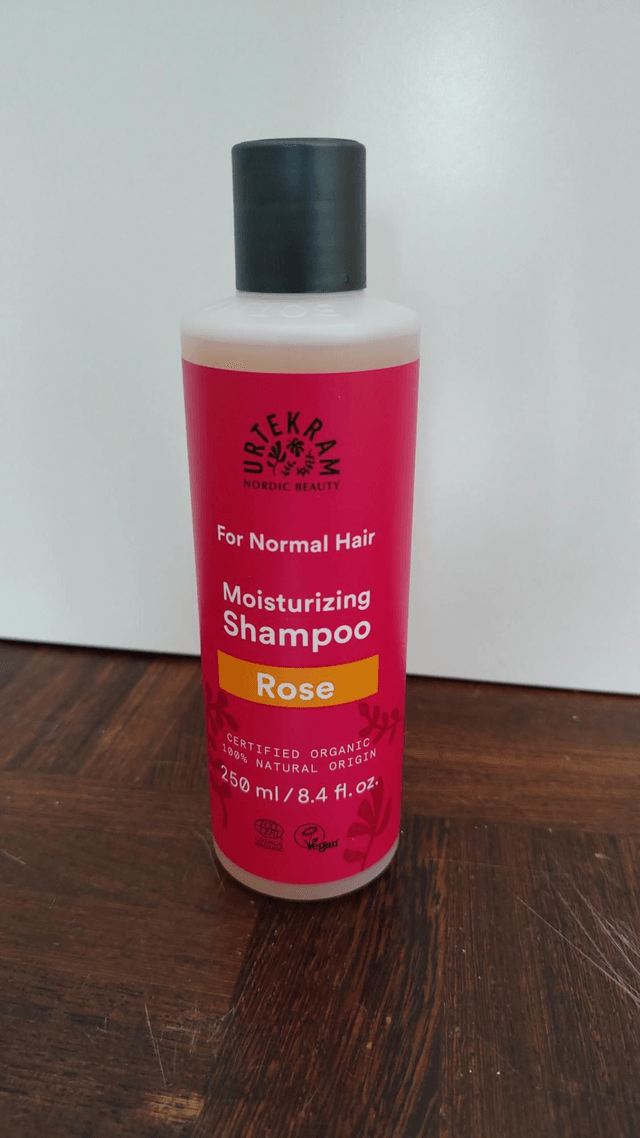 URTEKRAM
NORDIC BEAUTY
For Normal Hair
Moisturizing
Shampoo
Rose
CERTIFIED ORGANIC
100% NATURAL ORIGIN
250 ml / 8.4 fl. oz.
vegan